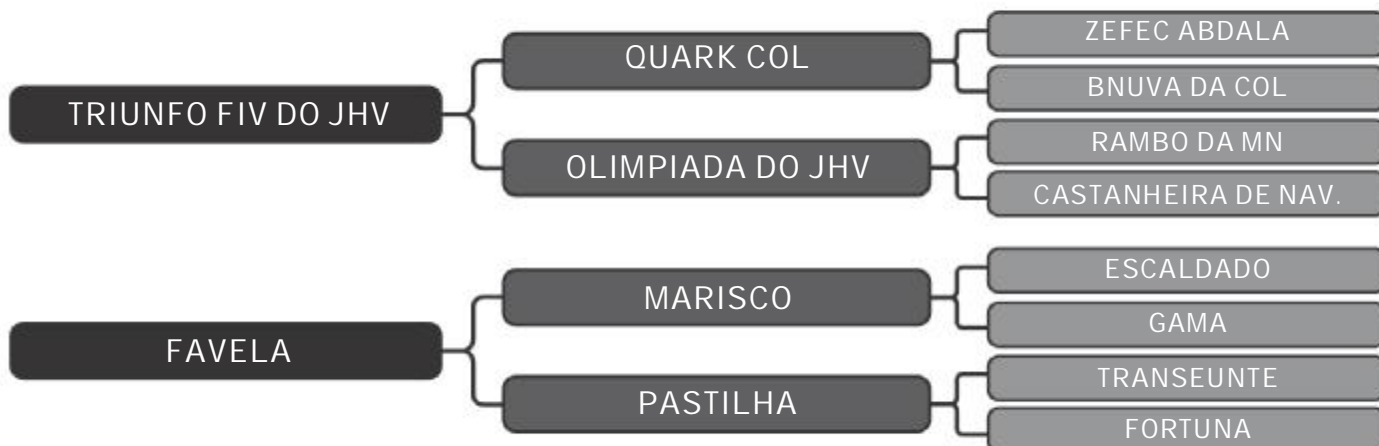 TRIUNFO FIV DO JHV
QUARK COL
ZEFEC ABDALA
BNUVA DA COL
OLIMPIADA DO JHV
RAMBO DA MN
CASTANHEIRA DE NAV.
FAVELA
MARISCO
ESCALDADO
GAMA
PASTILHA
TRANSEUNTE
FORTUNA